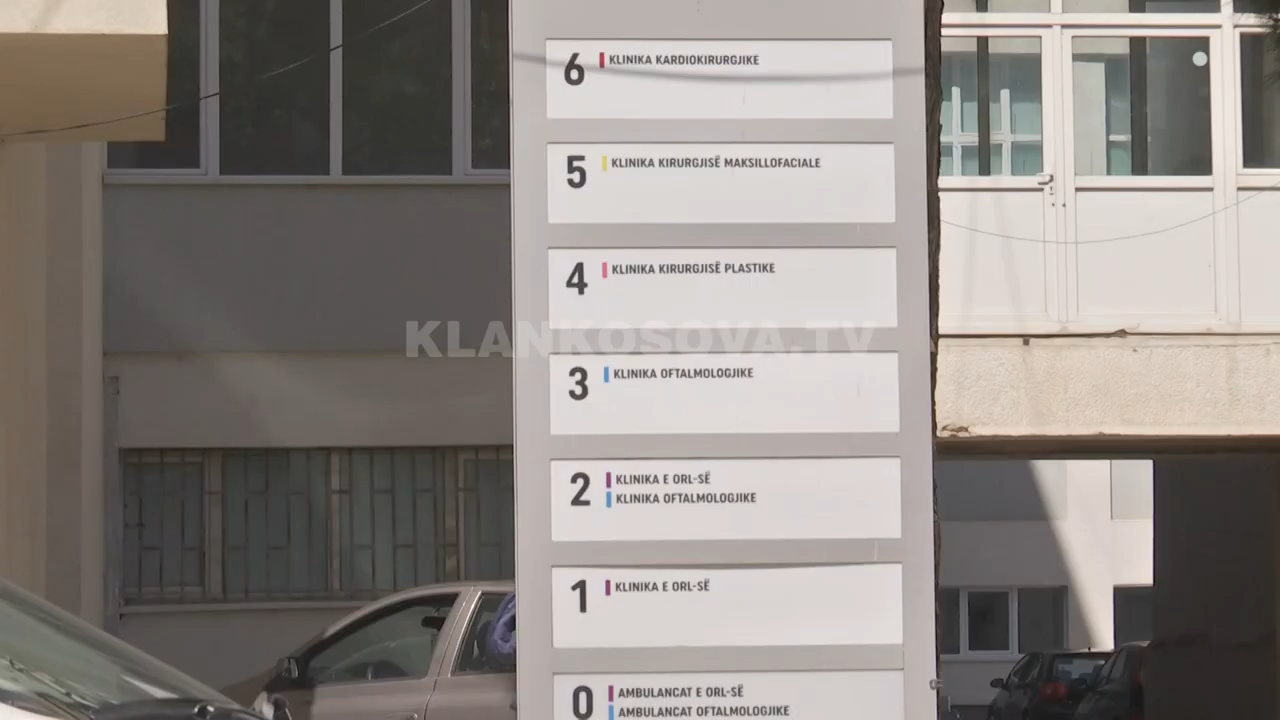 6 KLINIKA KARDIOKIRURGJIKE
5 KLINIKA KIRURGJISË MAKSILLOFACIALE
4 KLINIKA KIRURGJISË PLASTIKE
KLANKOSOVA.TV
3 KLINIKA OFTALMOLOGJIKE
2 KLINIKA E ORL-SË
KLINIKA OFTALMOLOGJIKE
1 KLINIKA E ORL-SË
0 AMBULANCAT E ORL-SË
AMBULANCAT OFTALMOLOGJIKE